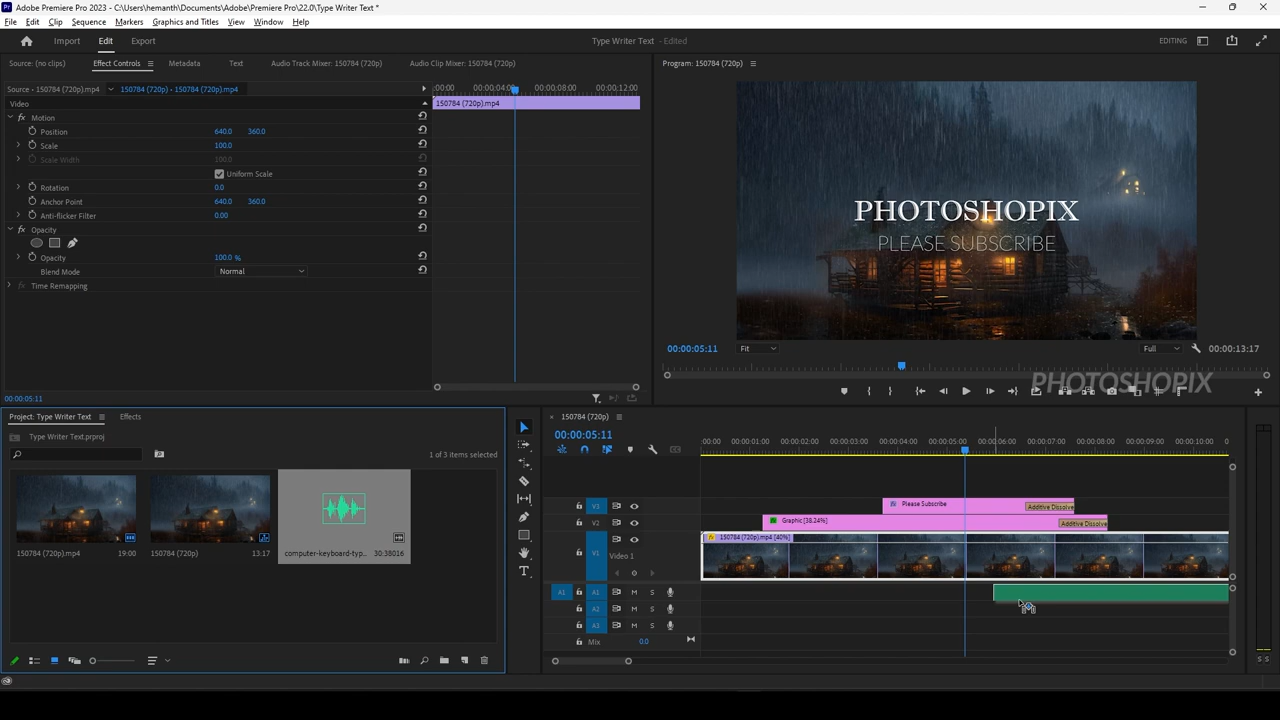 Adobe Premiere Pro 2023 - C:\Users\hemanth\Documents\Adobe\Premiere Pro\22.0\Type Writer Text *
File Edit Clip Sequence Markers Graphics and Titles View Window Help
Import Edit Export
Type Writer Text - Edited
EDITING
Source: (no clips) Effect Controls Metadata Text Audio Track Mixer: 150784 (720p) Audio Clip Mixer: 150784 (720p)
Program: 150784 (720p)
Source - 150784 (720p).mp4 150784 (720p) - 150784 (720p).mp4
:00:00 00:00:04:00 00:00:08:00 00:00:12:00
Video
150784 (720p).mp4
fx Motion
Position 640.0 360.0
Scale 100.0
Scale Width 100.0
Uniform Scale
Rotation 0.0
Anchor Point 640.0 360.0
Anti-flicker Filter 0.00
fx Opacity
Opacity 100.0 %
Blend Mode Normal
fx Time Remapping
00:00:05:11
PHOTOSHOPIX
PLEASE SUBSCRIBE
00:00:05:11 Fit Full 00:00:13:17
PHOTOSHOPIX
Project: Type Writer Text Effects
Type Writer Text.prproj
1 of 3 items selected
150784 (720p).mp4 19:00
150784 (720p) 13:17
computer-keyboard-typ... 30:38016
150784 (720p)
00:00:05:11
:00:00 00:00:01:00 00:00:02:00 00:00:03:00 00:00:04:00 00:00:05:00 00:00:06:00 00:00:07:00 00:00:08:00 00:00:09:00 00:00:10:00
V3 Please Subscribe Additive Dissolve
V2 Graphic [38.24%] Additive Dissolve
V1 Video 1 fx 150784 (720p).mp4 [40%]
A1 A1 M S
A2 M S
A3 M S
Mix 0.0
S S